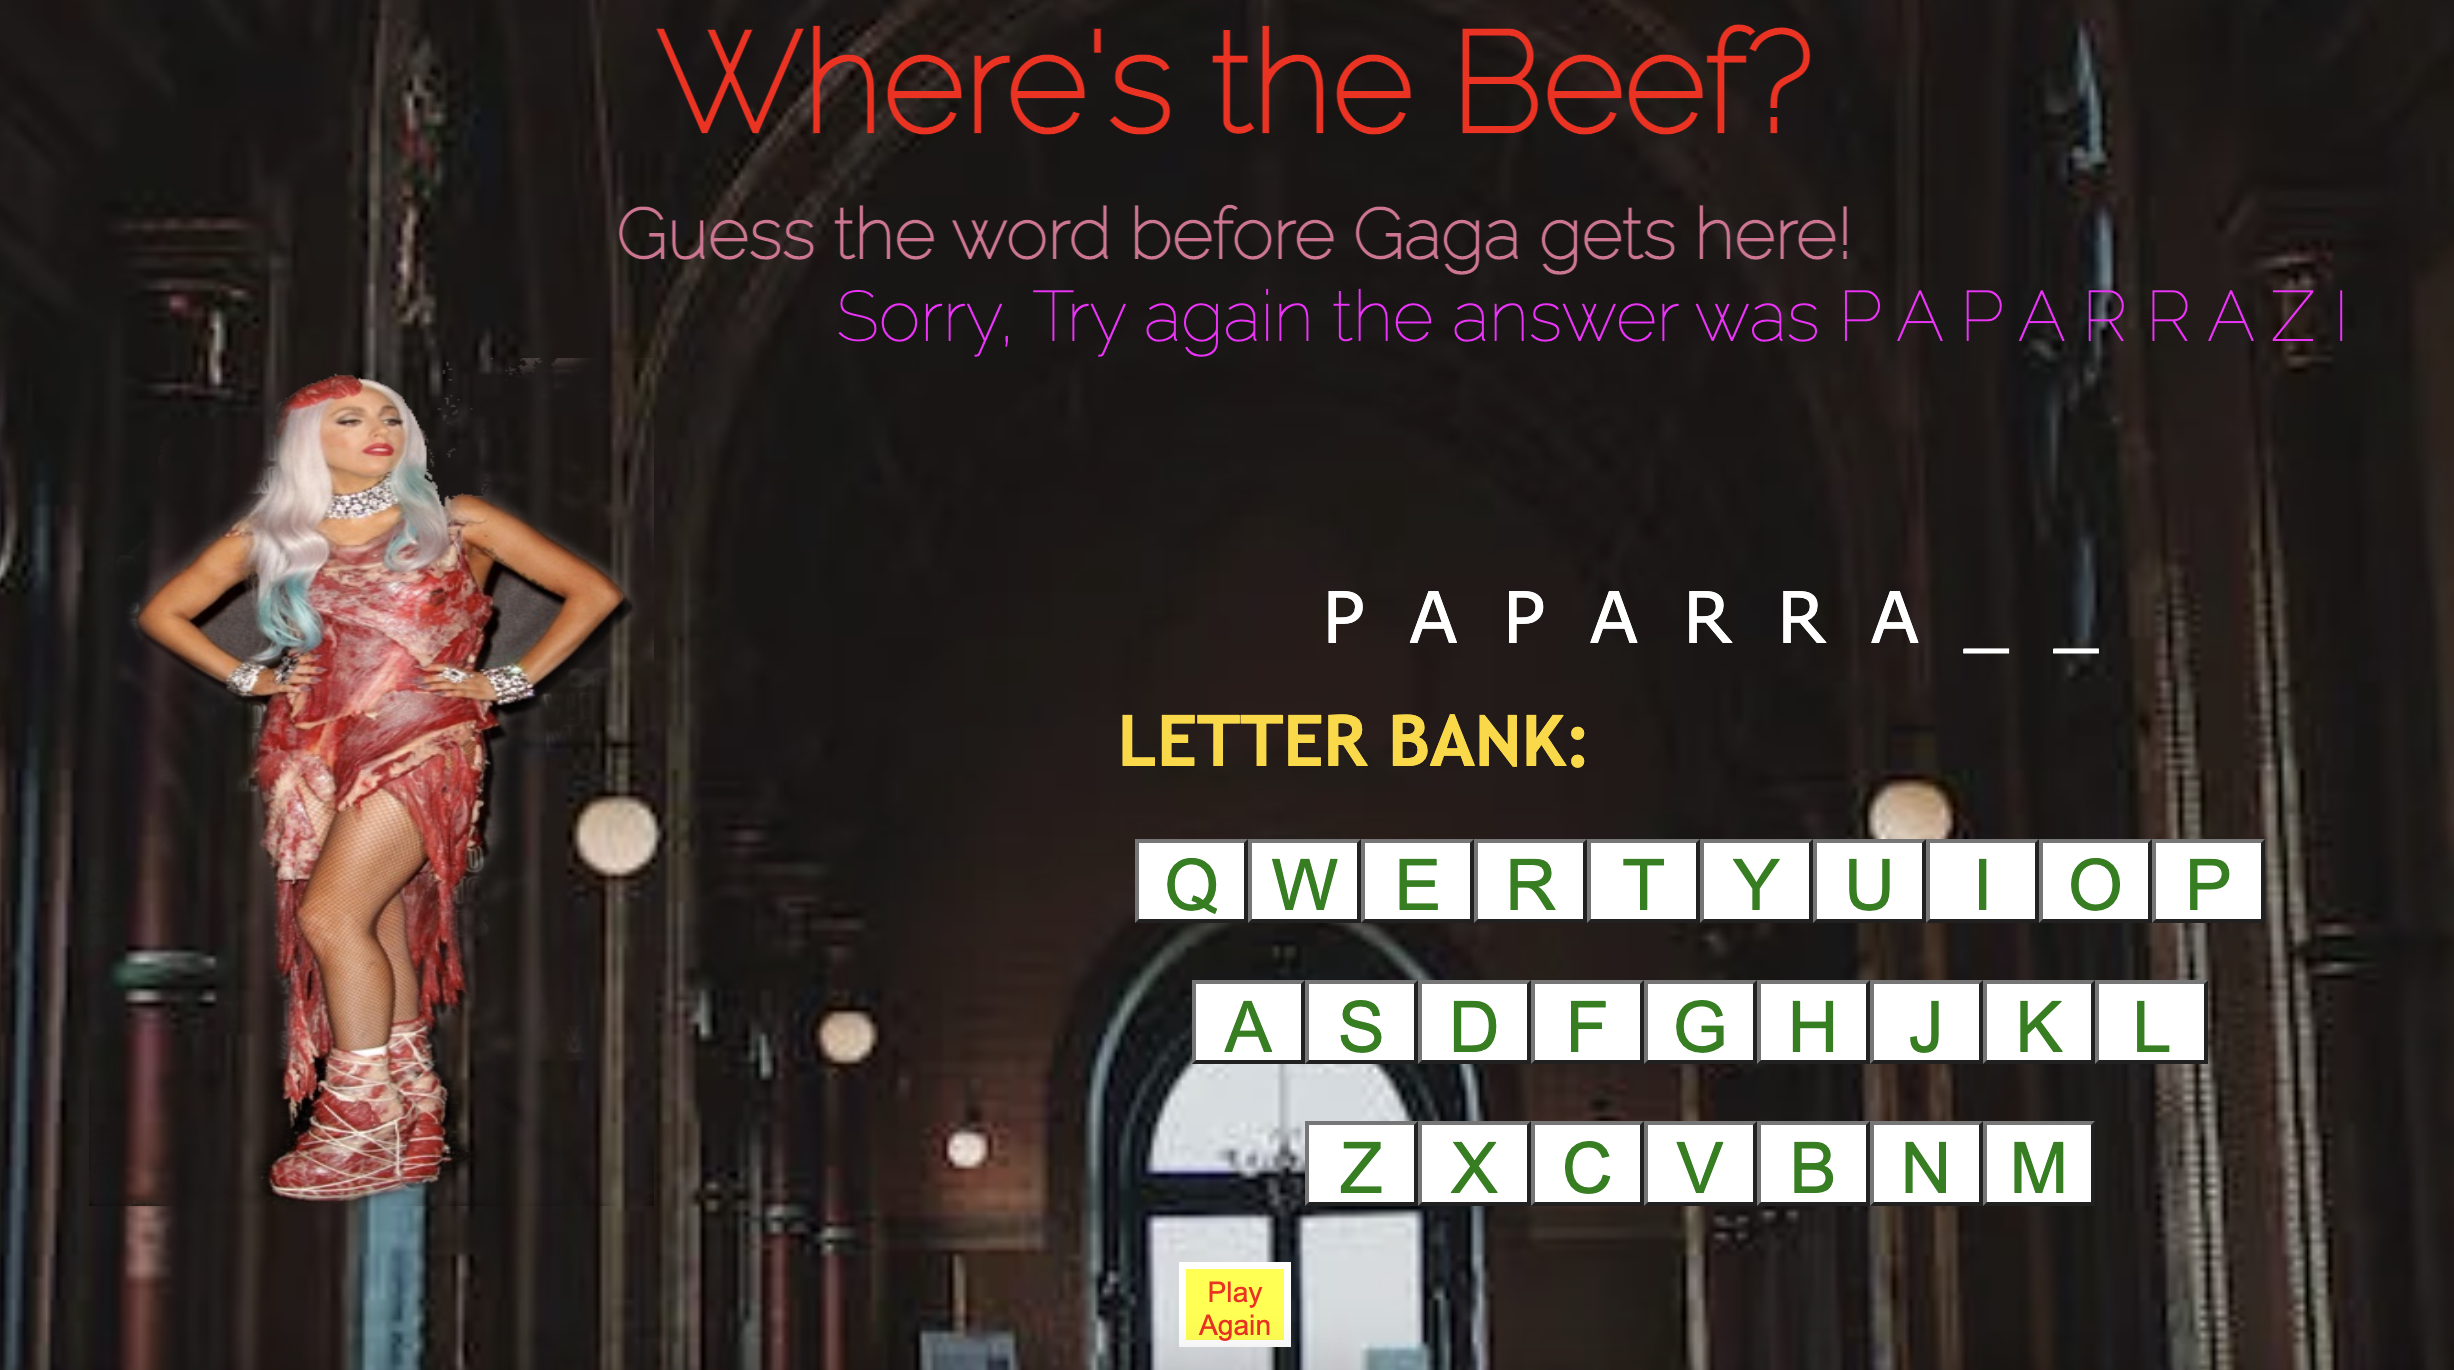 Where's the Beef?
Guess the word before Gaga gets here!
Sorry, Try again the answer was P A P A R R A Z I
P A P A R R A _ _
LETTER BANK:
Q W E R T Y U I O P
A S D F G H J K L
Z X C V B N M
Play
Again